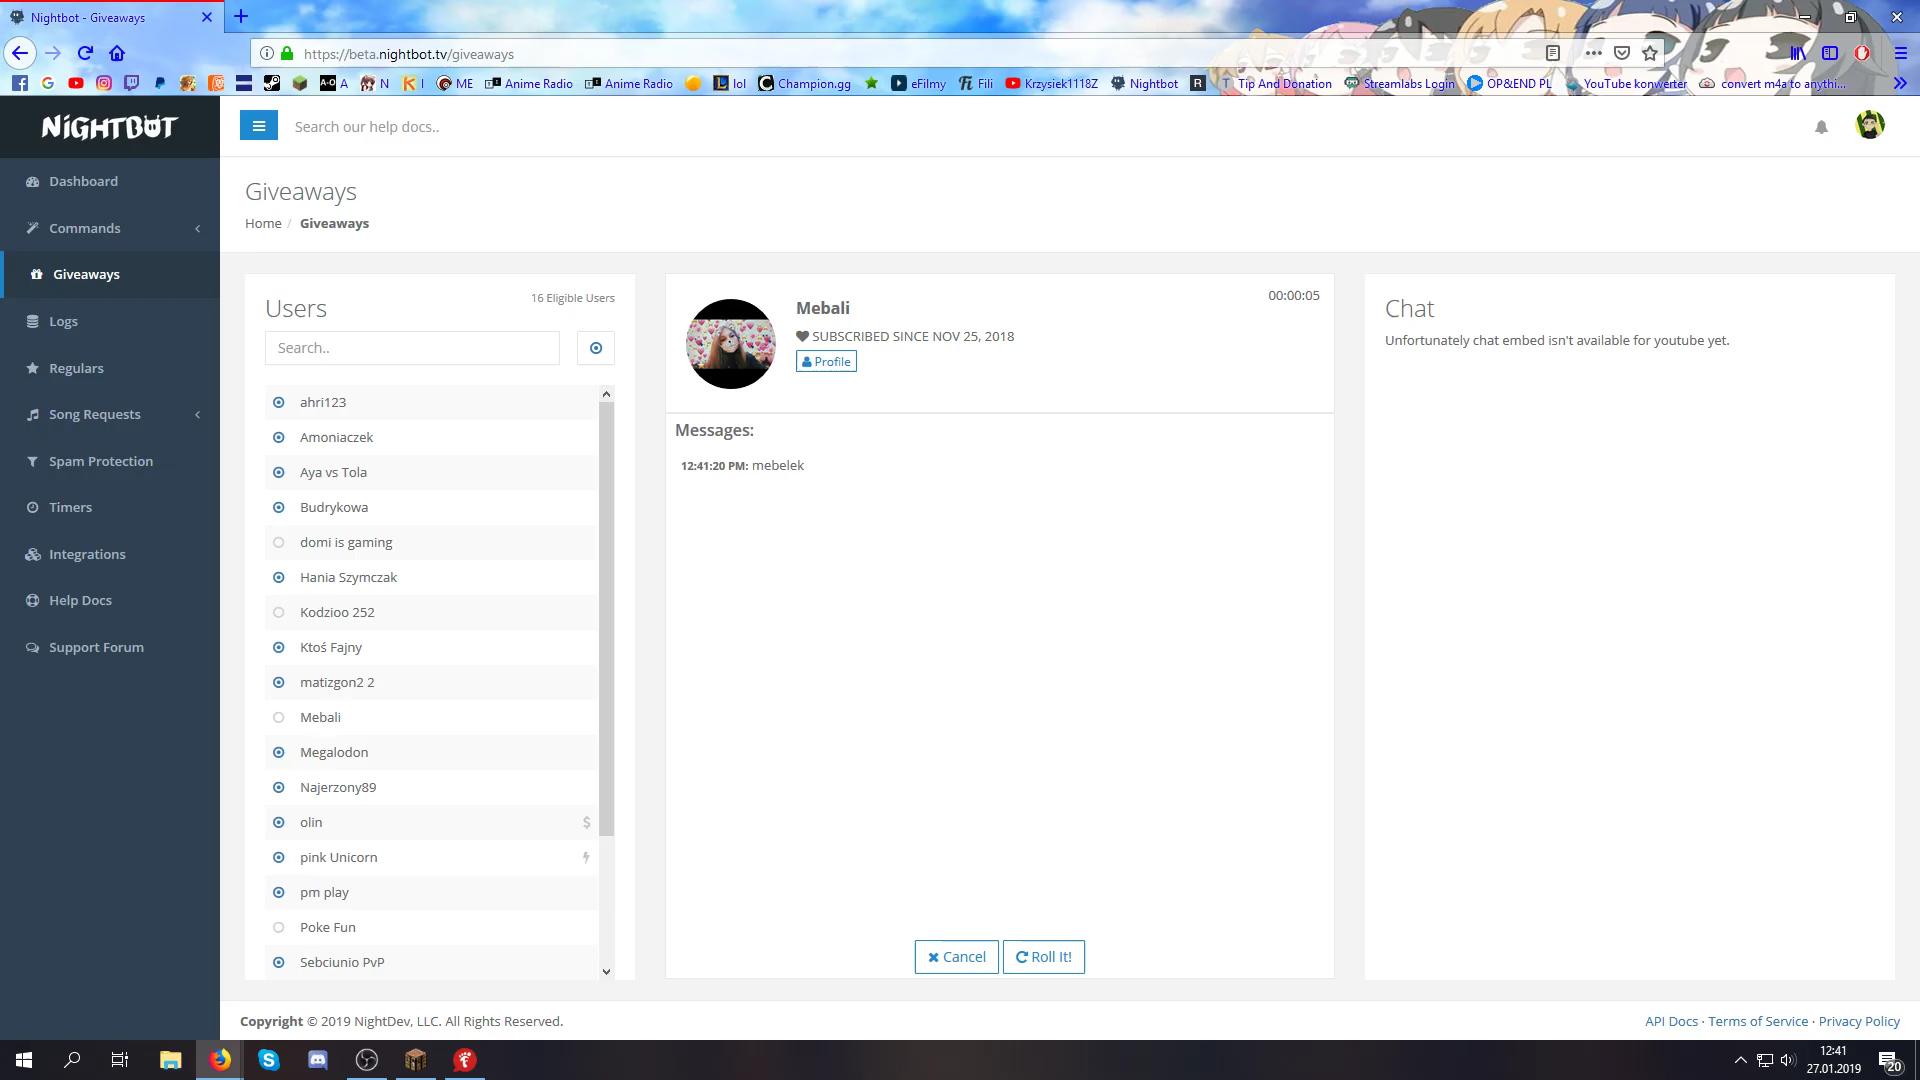 Nightbot - Giveaways
https://beta.nightbot.tv/giveaways
A
N
I
ME
Anime Radio
Anime Radio
lol
Champion.gg
eFilmy
Fili
Krzysiek1118Z
Nightbot
Tip And Donation
Streamlabs Login
OP&END PL
YouTube konwerter
convert m4a to anythi...
NIGHTBOT
Search our help docs..
Dashboard
Commands
Giveaways
Logs
Regulars
Song Requests
Spam Protection
Timers
Integrations
Help Docs
Support Forum
Giveaways
Home / Giveaways
Users
16 Eligible Users
Search..
ahri123
Amoniaczek
Aya vs Tola
Budrykowa
domi is gaming
Hania Szymczak
Kodzioo 252
Ktoś Fajny
matizgon2 2
Mebali
Megalodon
Najerzony89
olin $
pink Unicorn
pm play
Poke Fun
Sebciunio PvP
Mebali
00:00:05
SUBSCRIBED SINCE NOV 25, 2018
Profile
Messages:
12:41:20 PM: mebelek
Cancel
Roll It!
Chat
Unfortunately chat embed isn't available for youtube yet.
Copyright © 2019 NightDev, LLC. All Rights Reserved.
API Docs · Terms of Service · Privacy Policy
12:41
27.01.2019
20